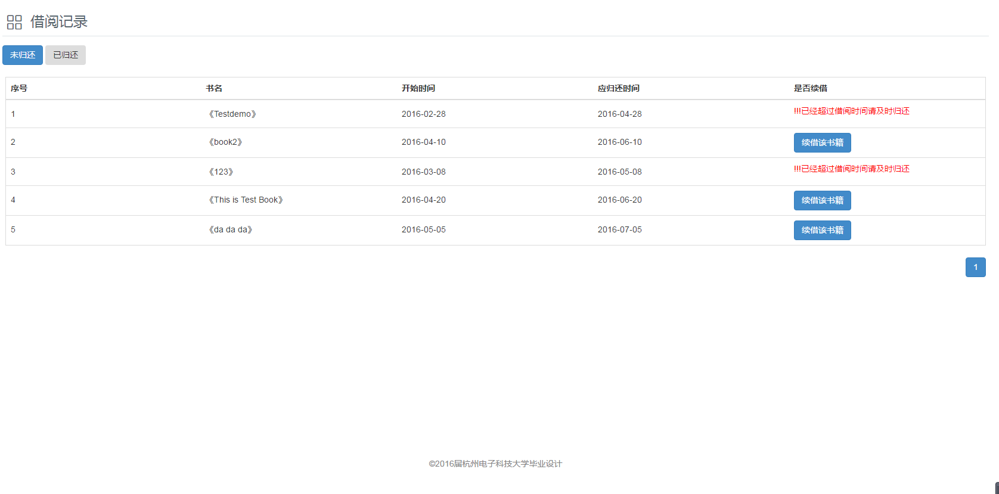 借阅记录
未归还 已归还
序号 书名 开始时间 应归还时间 是否续借
1 《Testdemo》 2016-02-28 2016-04-28 !!!已经超过借阅时间请及时归还
2 《book2》 2016-04-10 2016-06-10 续借该书籍
3 《123》 2016-03-08 2016-05-08 !!!已经超过借阅时间请及时归还
4 《This is Test Book》 2016-04-20 2016-06-20 续借该书籍
5 《da da da》 2016-05-05 2016-07-05 续借该书籍
1
©2016届杭州电子科技大学毕业设计